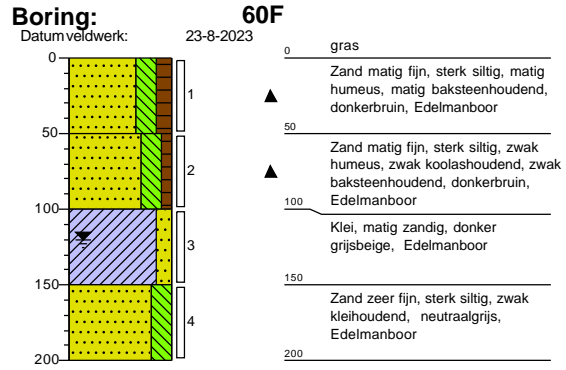 Boring: 60F
Datum veldwerk: 23-8-2023
0
50
100
150
200
1
2
3
4
0
gras
Zand matig fijn, sterk siltig, matig
humeus, matig baksteenhoudend,
donkerbruin, Edelmanboor
50
Zand matig fijn, sterk siltig, zwak
humeus, zwak koolashoudend, zwak
baksteenhoudend, donkerbruin,
Edelmanboor
100
Klei, matig zandig, donker
grijsbeige, Edelmanboor
150
Zand zeer fijn, sterk siltig, zwak
kleihoudend, neutraalgrijs,
Edelmanboor
200